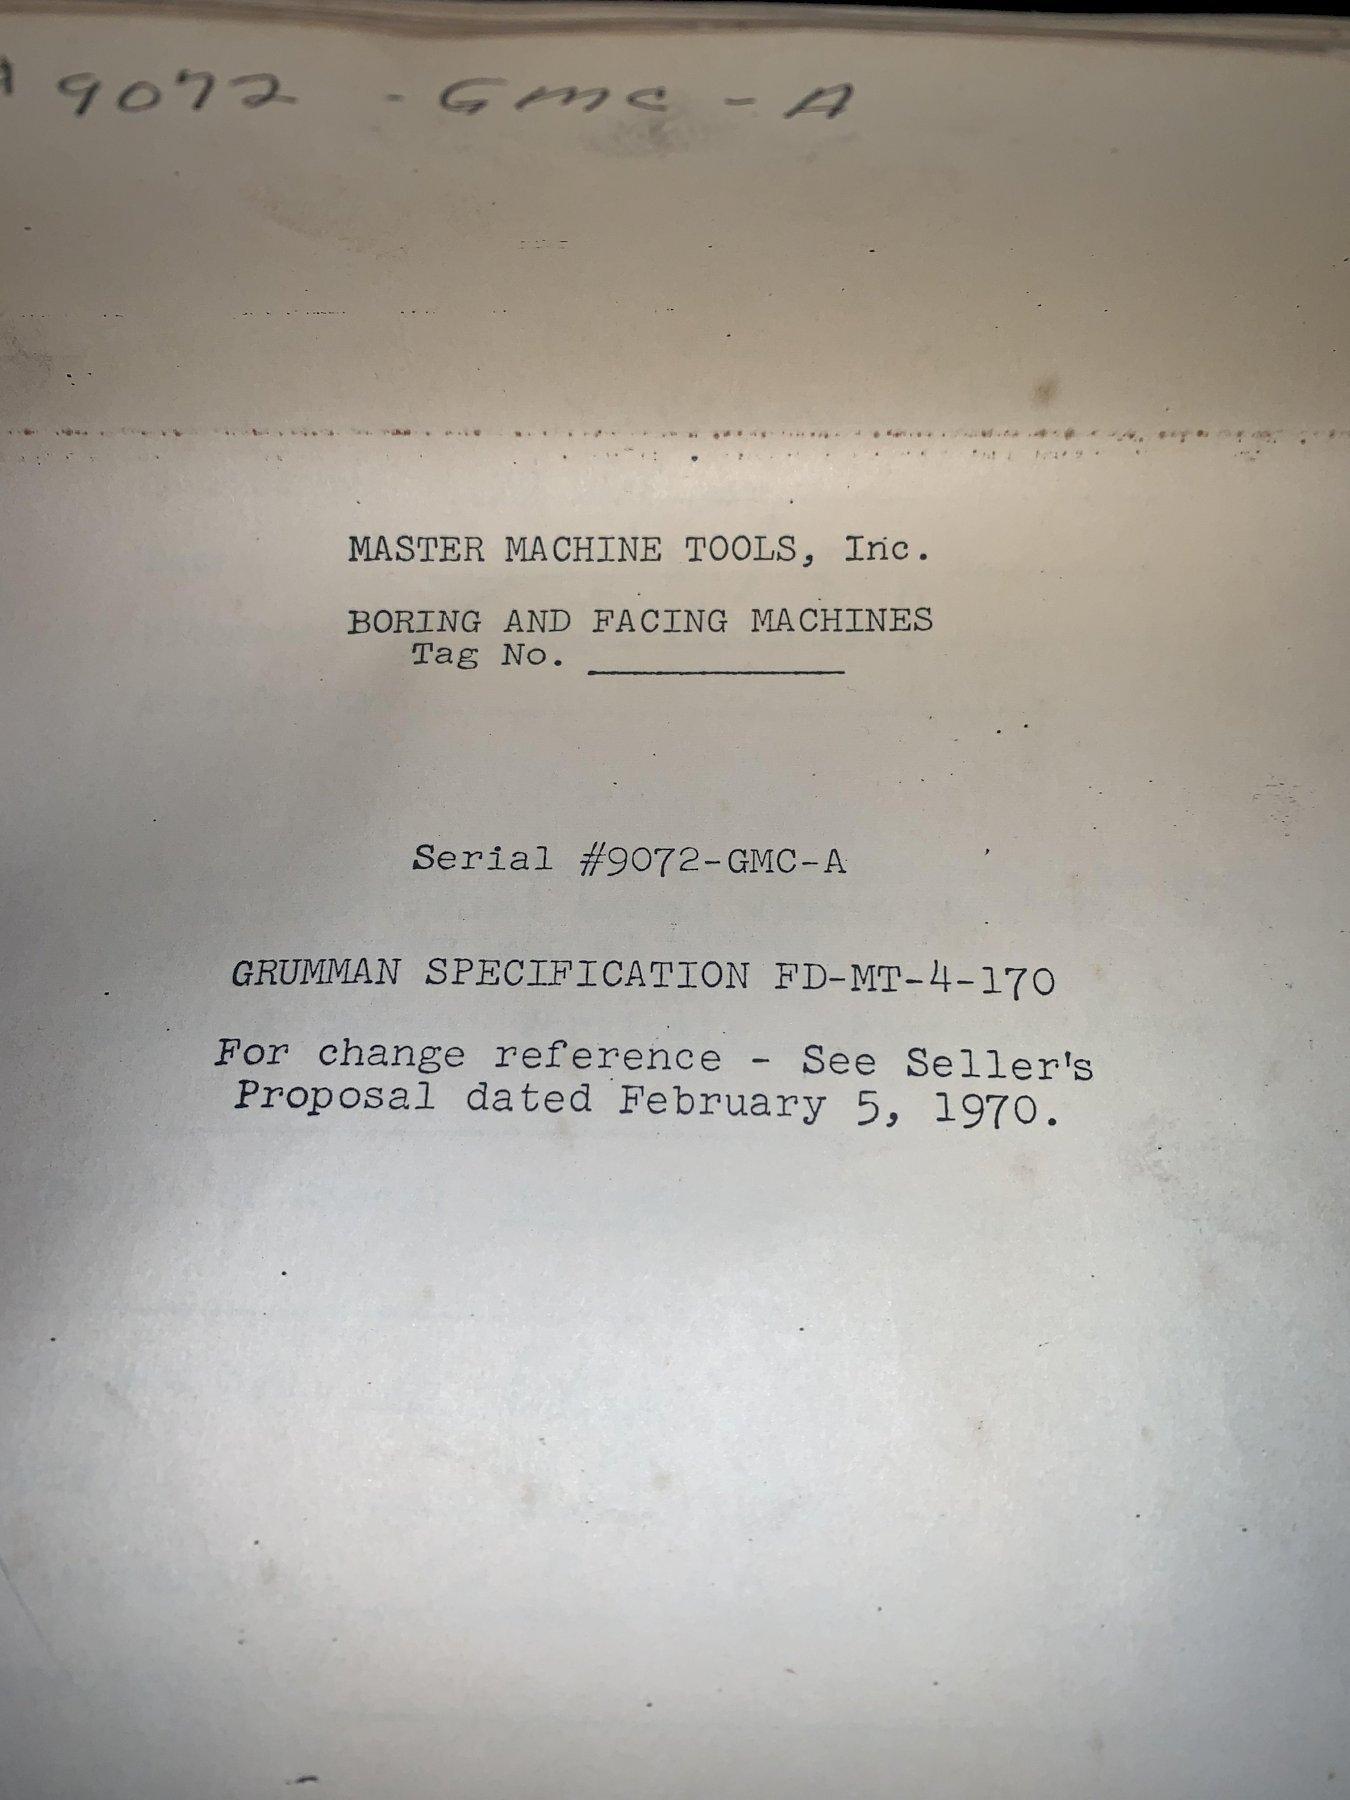 # 9072 - GMC - A
MASTER MACHINE TOOLS, Inc.
BORING AND FACING MACHINES
Tag No. ____________
Serial #9072-GMC-A
GRUMMAN SPECIFICATION FD-MT-4-170
For change reference - See Seller's
Proposal dated February 5, 1970.